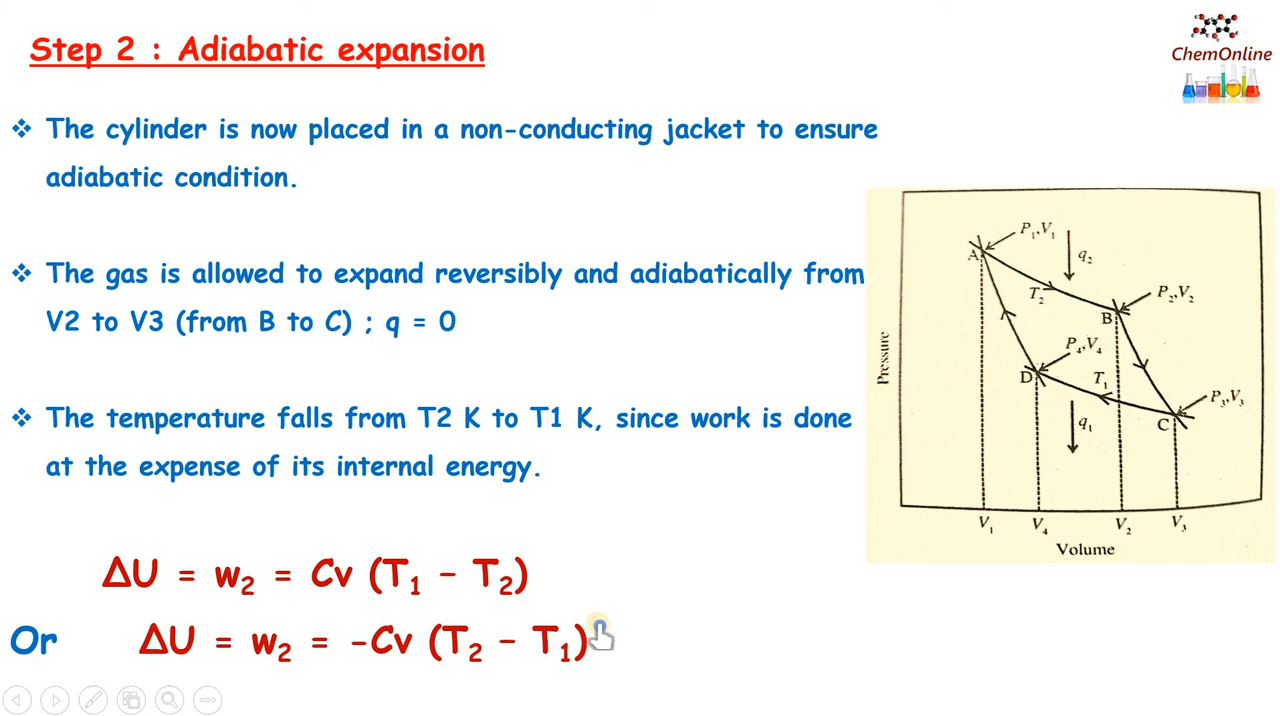 Step 2 : Adiabatic expansion
ChemOnline
❖ The cylinder is now placed in a non-conducting jacket to ensure
adiabatic condition.
❖ The gas is allowed to expand reversibly and adiabatically from
V2 to V3 (from B to C) ; q = 0
❖ The temperature falls from T2 K to T1 K, since work is done
at the expense of its internal energy.
ΔU = w₂ = Cv (T₁ − T₂)
Or ΔU = w₂ = -Cv (T₂ − T₁)
P₁,V₁
A
q₂
T₂
P₂,V₂
B
P₄,V₄
D
T₁
P₃,V₃
C
q₁
Pressure
V₁ V₄ V₂ V₃
Volume